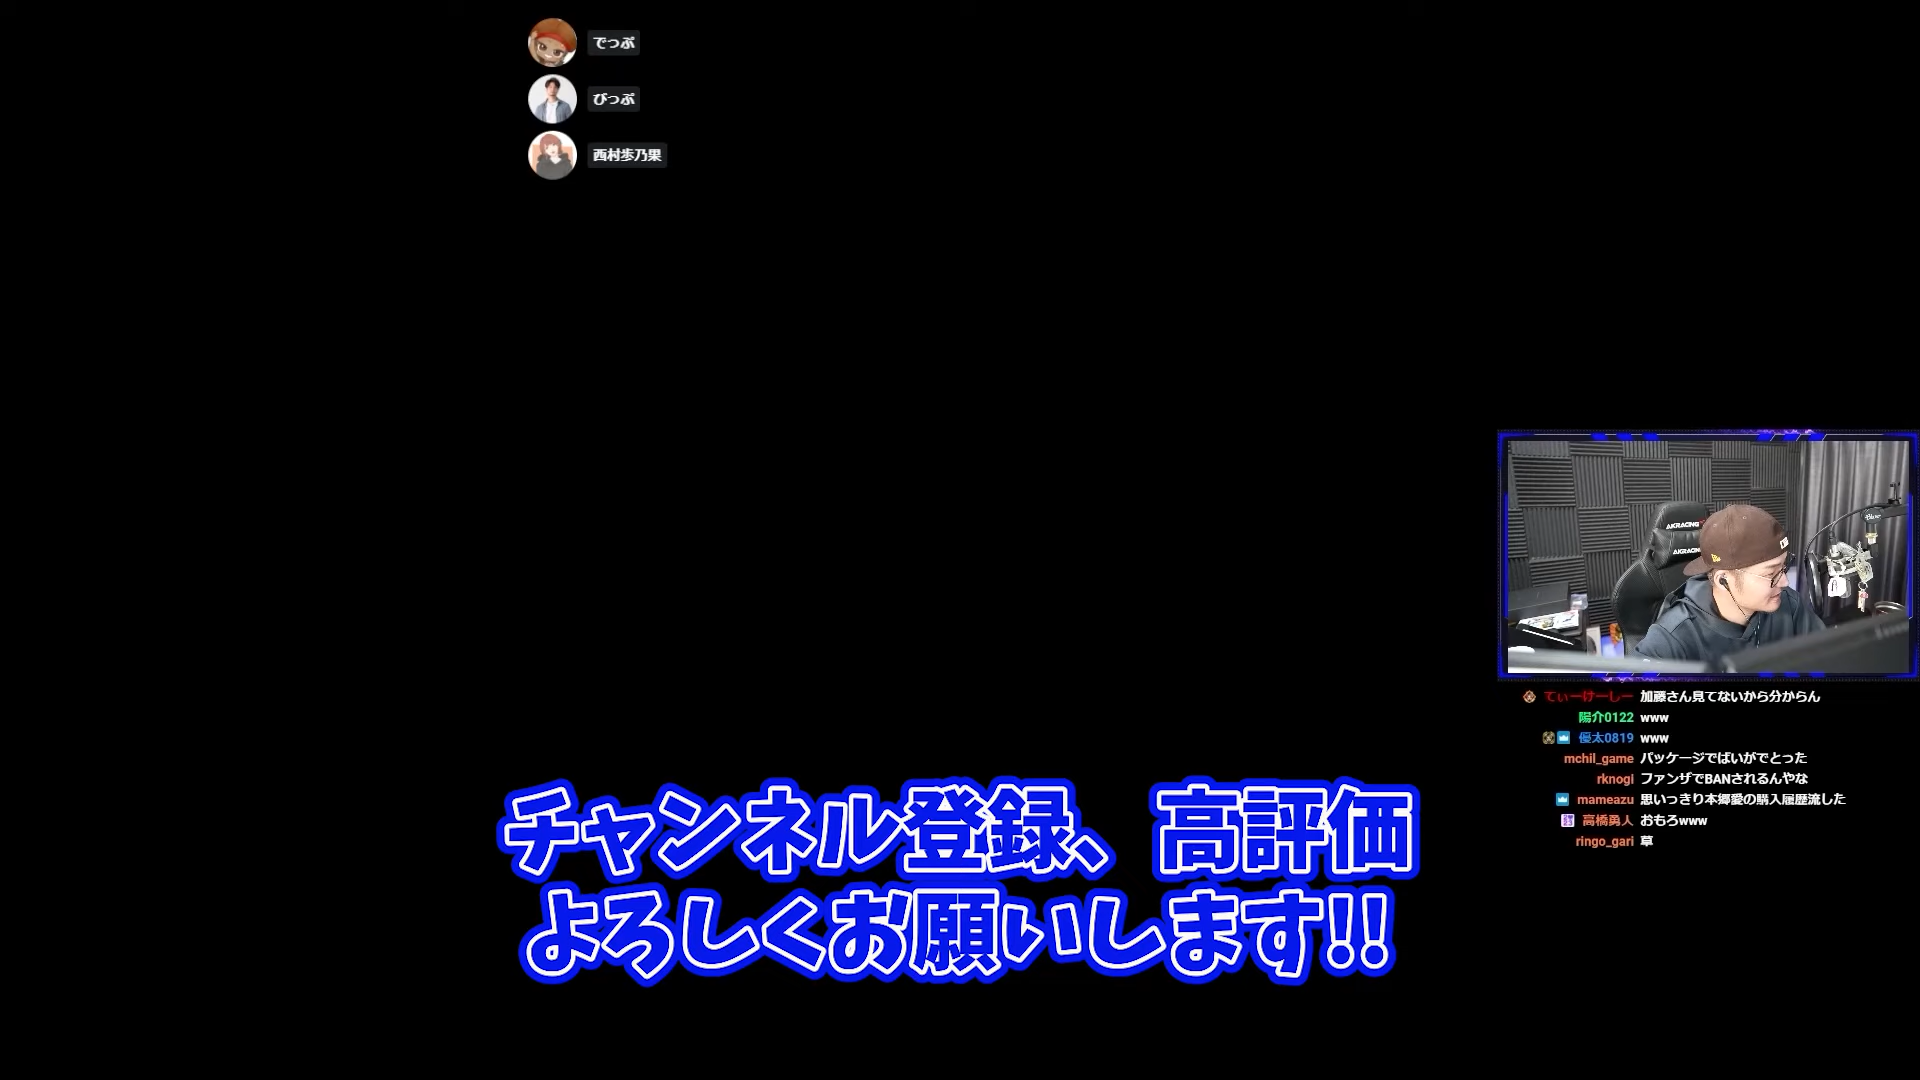 でっぷ
びっぷ
西村歩乃果
AKRACING
AKRACING
てぃーけーしー 加藤さん見てないから分からん
陽介0122 www
優太0819 www
mchil_game パッケージでばいがでとった
rknogi ファンザでBANされるんやな
mameazu 思いっきり本郷愛の購入履歴流した
高橋勇人 おもろwww
ringo_gari 草
チャンネル登録、高評価
よろしくお願いします!!